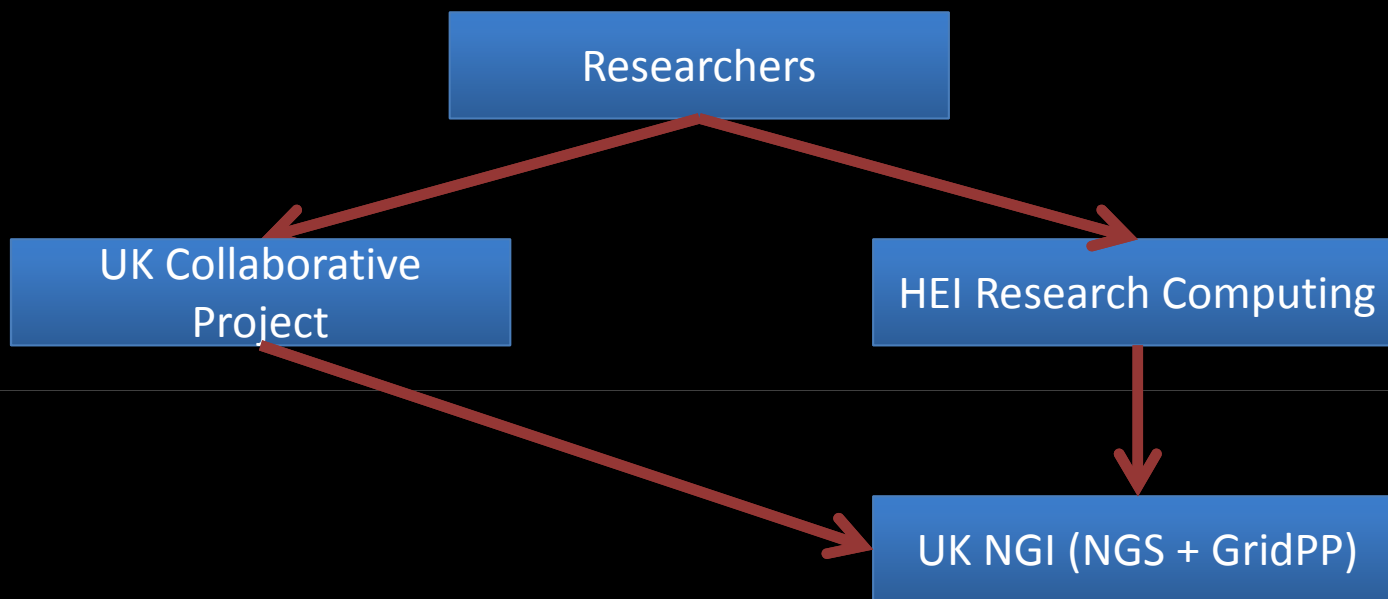 Researchers
UK Collaborative
Project
HEI Research Computing
UK NGI (NGS + GridPP)